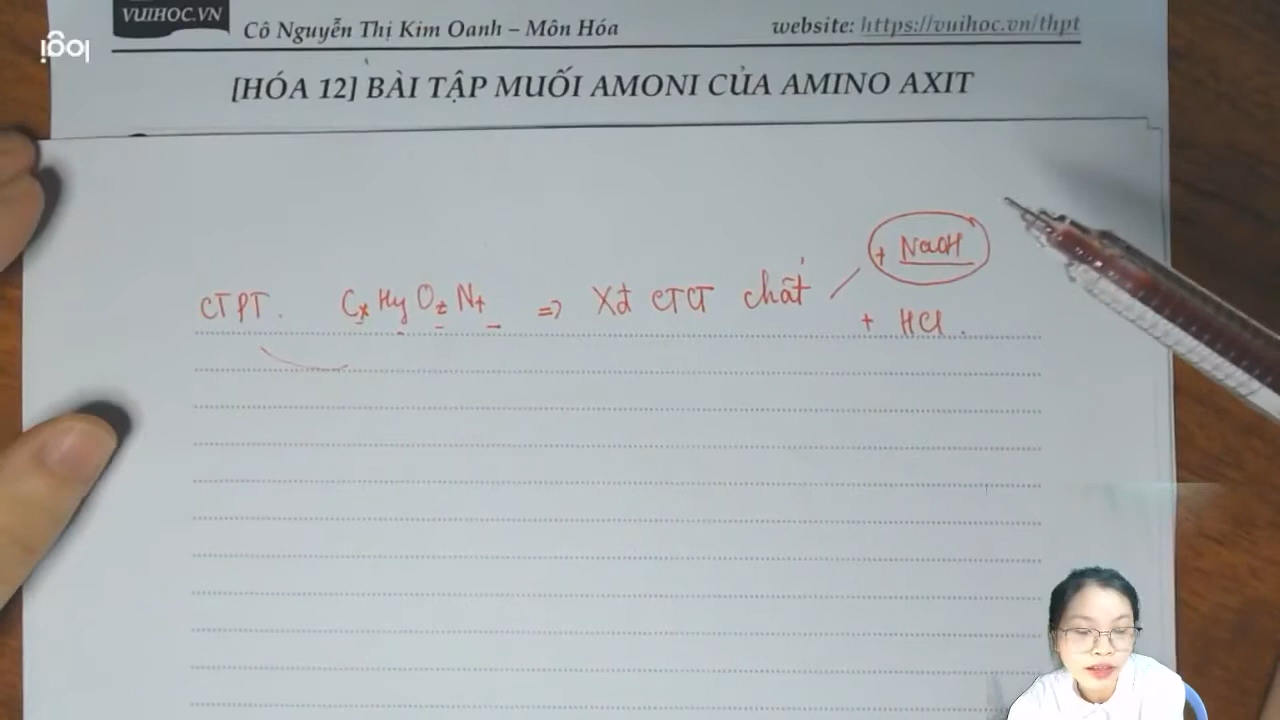 VUIHOC.VN
Cô Nguyễn Thị Kim Oanh – Môn Hóa
website: https://vuihoc.vn/thpt
logi
[HÓA 12] BÀI TẬP MUỐI AMONI CỦA AMINO AXIT
+ NaOH
CTPT. CxHyOzNt => Xđ CTCT chất
+ HCl.